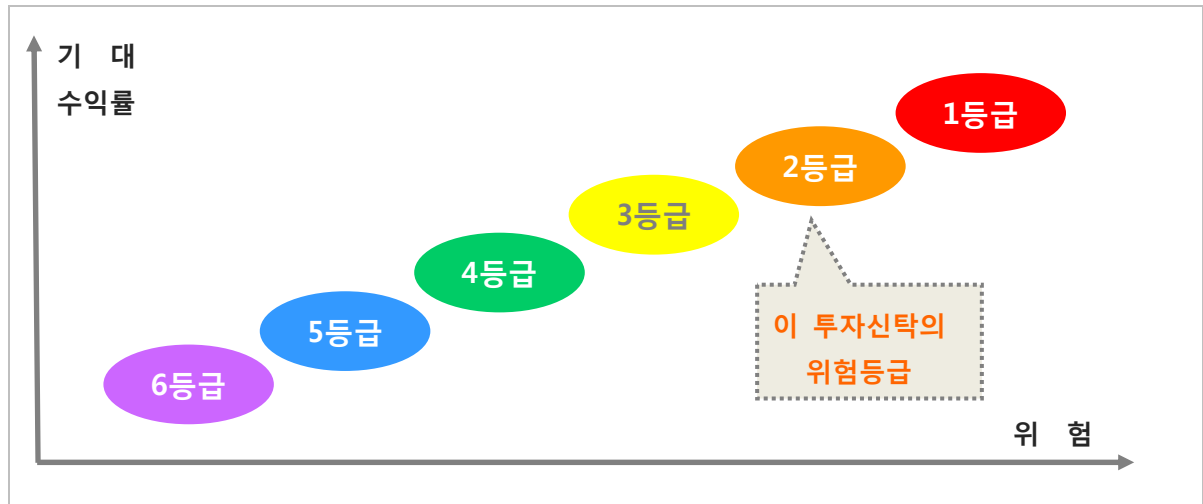 기 대
수익률
1등급
2등급
3등급
4등급
5등급
6등급
이 투자신탁의
위험등급
위 험